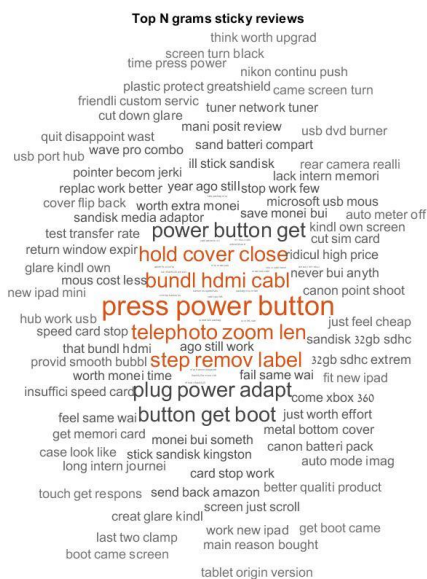 Top N grams sticky reviews
think worth upgrad
screen turn black
time press power
nikon continu push
plastic protect greatshield
came screen turn
friendli custom servic
tuner network tuner
cut down glare
mani posit review
usb dvd burner
quit disappoint wast
sand batteri compart
wave pro combo
usb port hub
ill stick sandisk
rear camera realli
pointer becom jerki
lack intern memori
replac work better
year ago still
stop work few
cover flip back
worth extra monei
microsoft usb mous
sandisk media adaptor
save monei bui
auto meter off
test transfer rate
power button get
kindl own screen
cut sim card
return window expir
hold cover close
ridicul high price
glare kindl own
mous cost less
bundl hdmi cabl
never bui anyth
new ipad mini
canon point shoot
press power button
hub work usb
just feel cheap
speed card stop
telephoto zoom len
sandisk 32gb sdhc
that bundl hdmi
ago still work
provid smooth bubbl
step remov label
32gb sdhc extrem
worth monei time
fail same wai
fit new ipad
insuffici speed card
plug power adapt
come xbox 360
feel same wai
button get boot
just worth effort
get memori card
metal bottom cover
monei bui someth
canon batteri pack
case look like
stick sandisk kingston
auto mode imag
long intern journei
card stop work
touch get respons
send back amazon
better qualiti product
screen just scroll
creat glare kindl
work new ipad
get boot came
last two clamp
main reason bought
boot came screen
tablet origin version